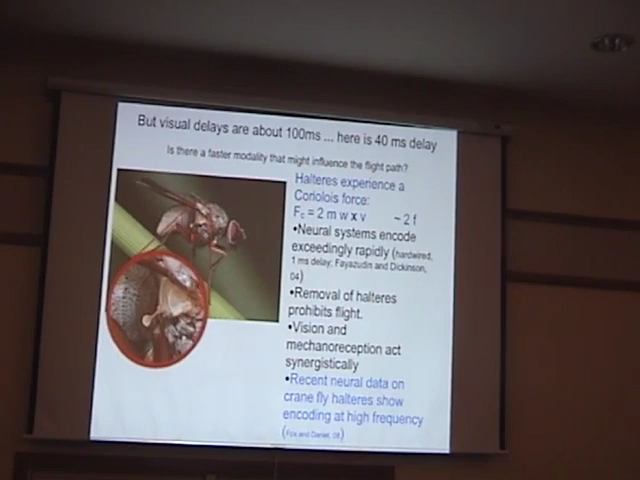 But visual delays are about 100ms ... here is 40 ms delay
Is there a faster modality that might influence the flight path?
Halteres experience a
Coriolois force:
Fc = 2 m w x v ~ 2 f
•Neural systems encode
exceedingly rapidly (hardwired,
1 ms delay; Fayazudin and Dickinson,
04)
•Removal of halteres
prohibits flight.
•Vision and
mechanoreception act
synergistically
•Recent neural data on
crane fly halteres show
encoding at high frequency
(Fox and Daniel, 08)